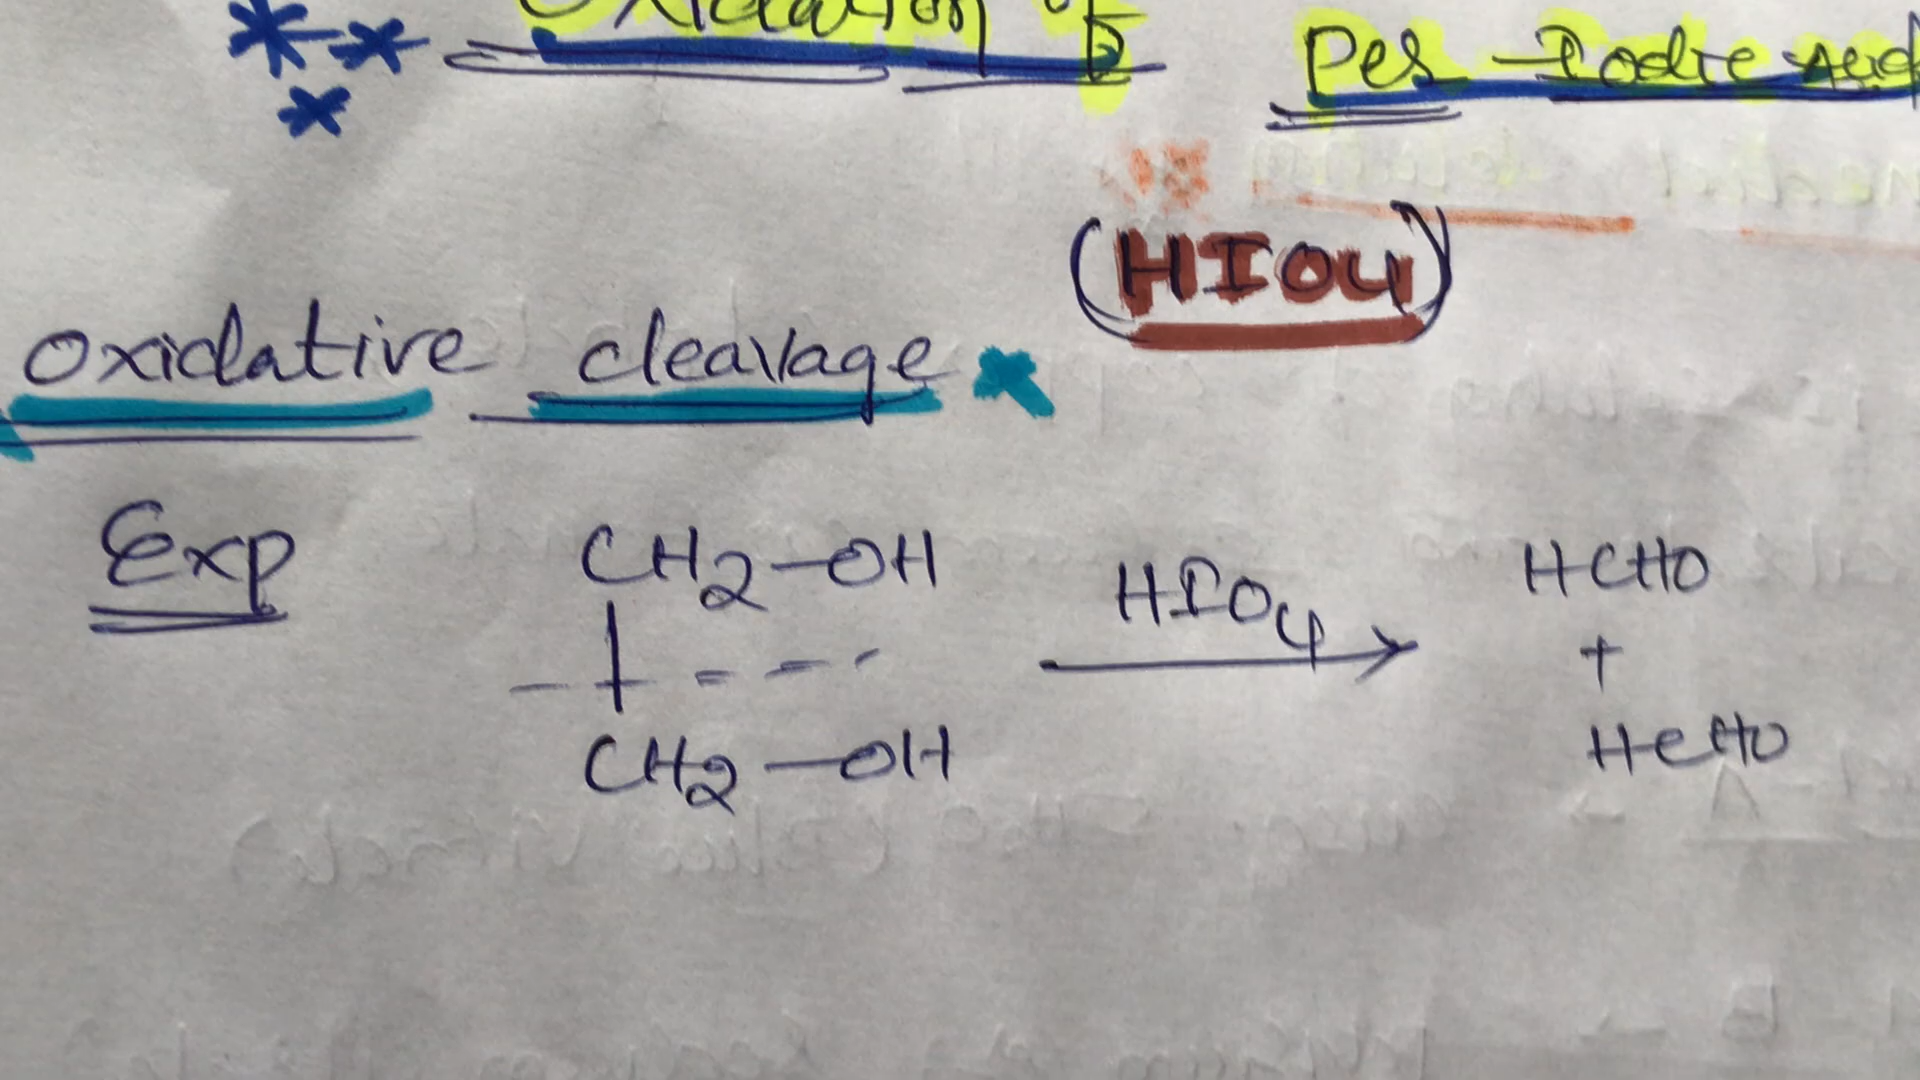 Oxidation of Per-Iodic Acid
(HIO4)
oxidative cleavage
Exp
CH2-OH
HIO4
HCHO
+
CH2-OH
HCHO